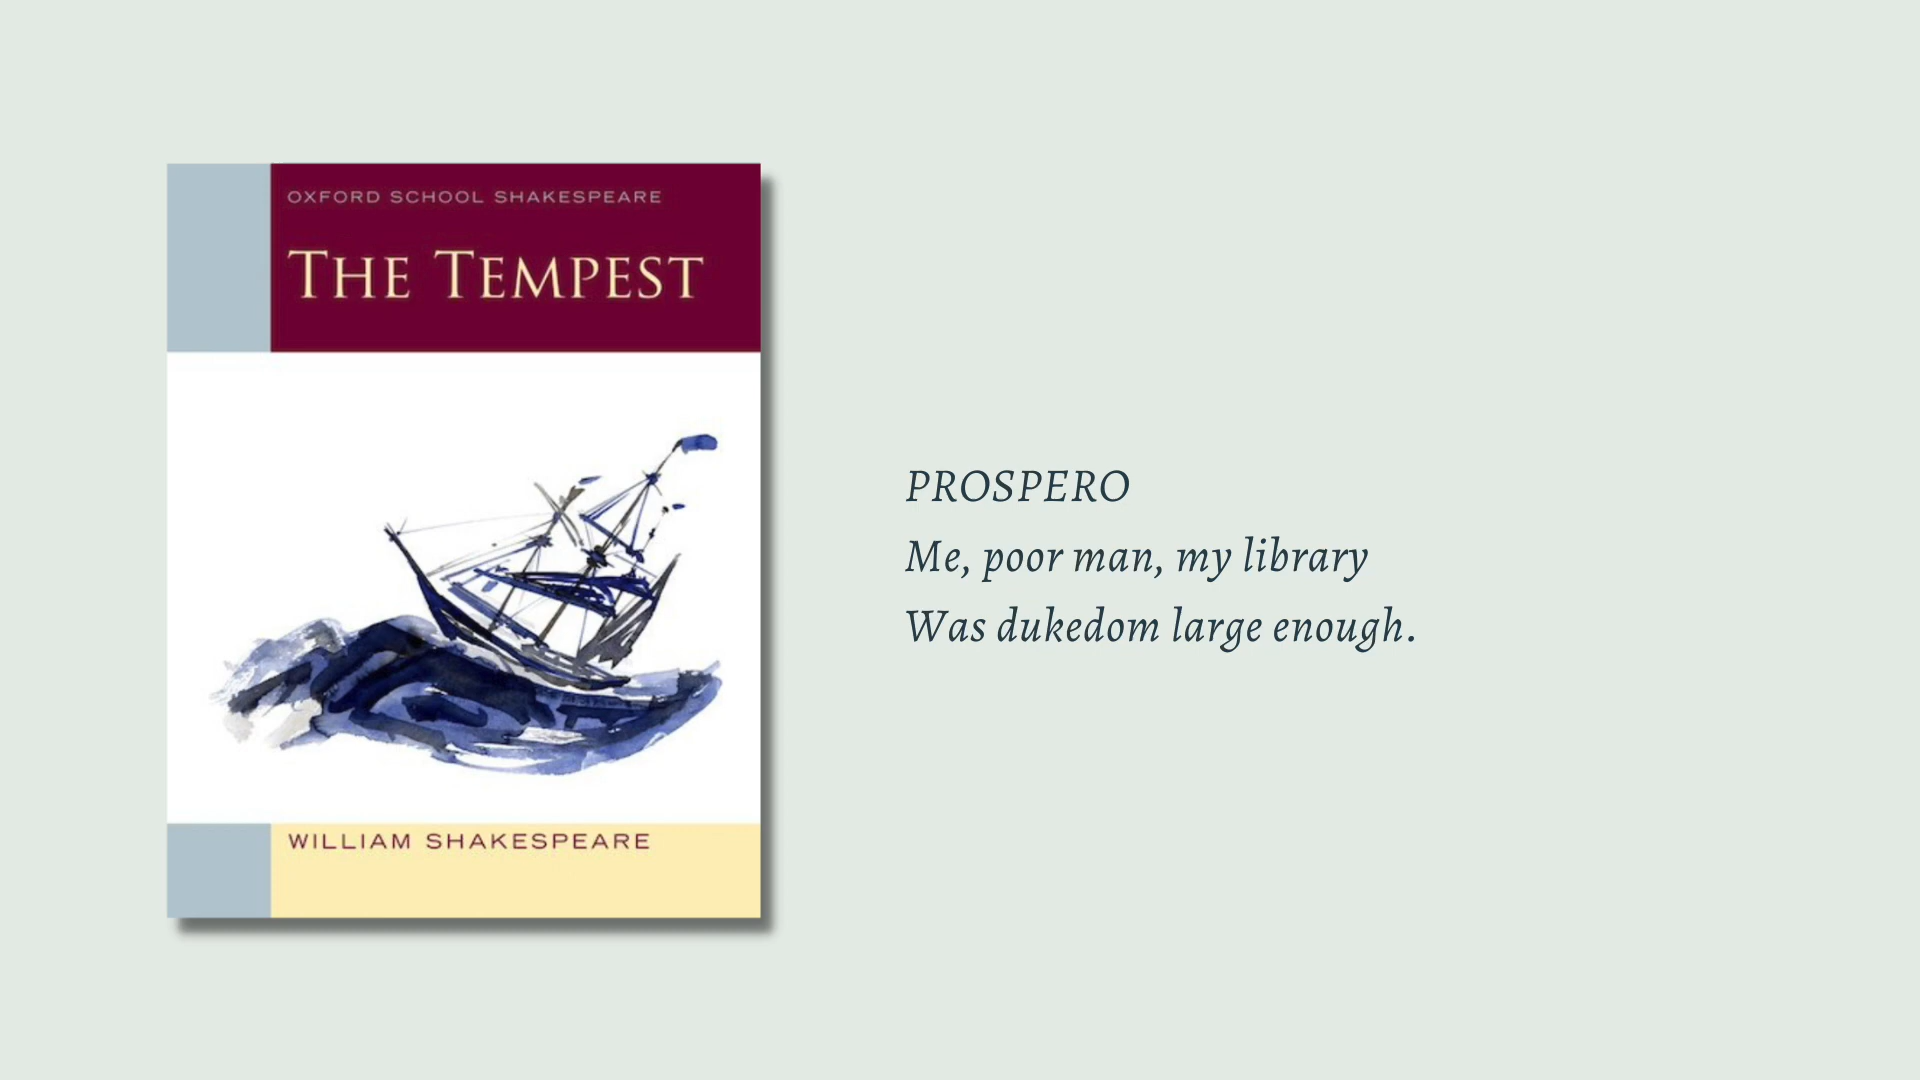 OXFORD SCHOOL SHAKESPEARE
THE TEMPEST
WILLIAM SHAKESPEARE
PROSPERO
Me, poor man, my library
Was dukedom large enough.